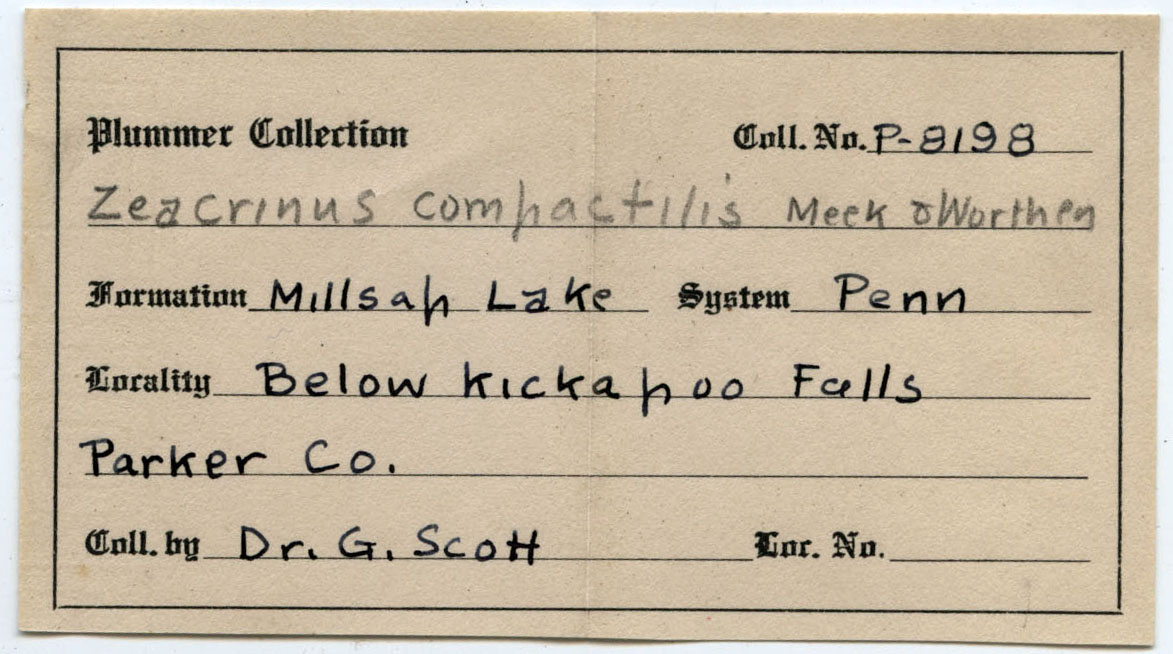 Plummer Collection Coll. No. P-8198
Zeacrinus compactilis Meek & Worthen
Formation Millsap Lake System Penn
Locality Below Kickapoo Falls
Parker Co.
Coll. by Dr. G. Scott Loc. No.